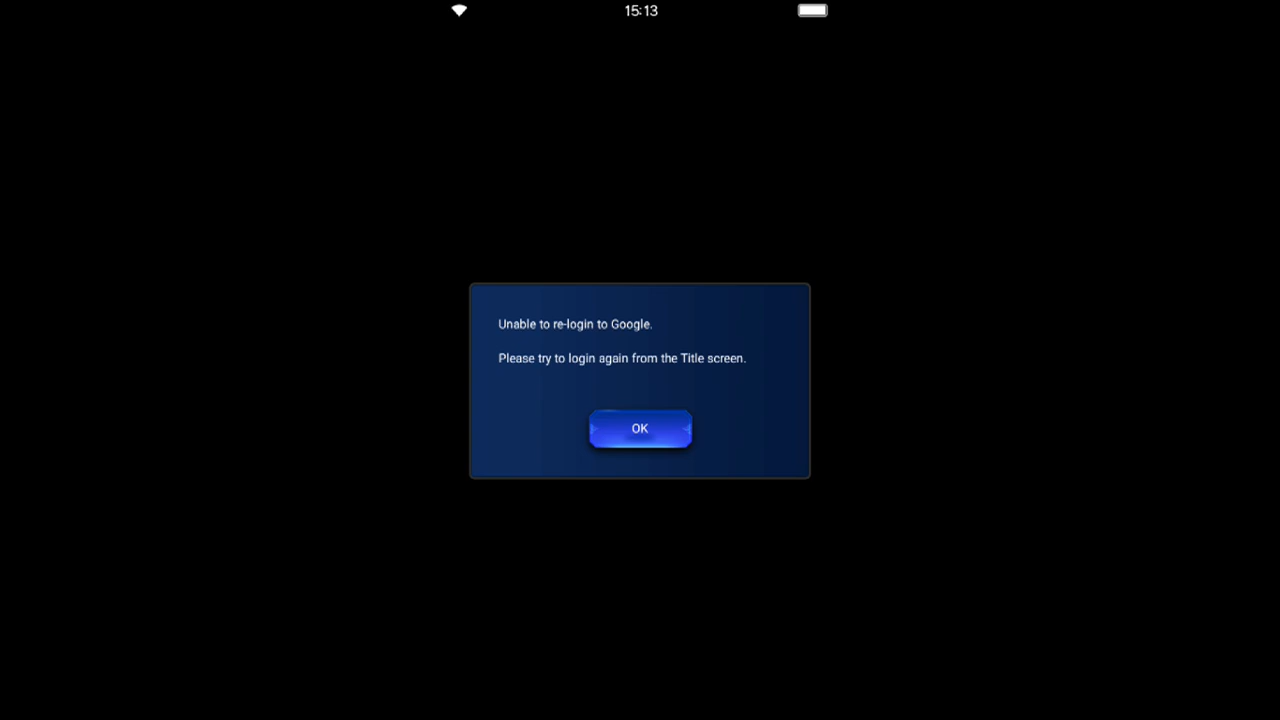 15:13
Unable to re-login to Google.
Please try to login again from the Title screen.
OK